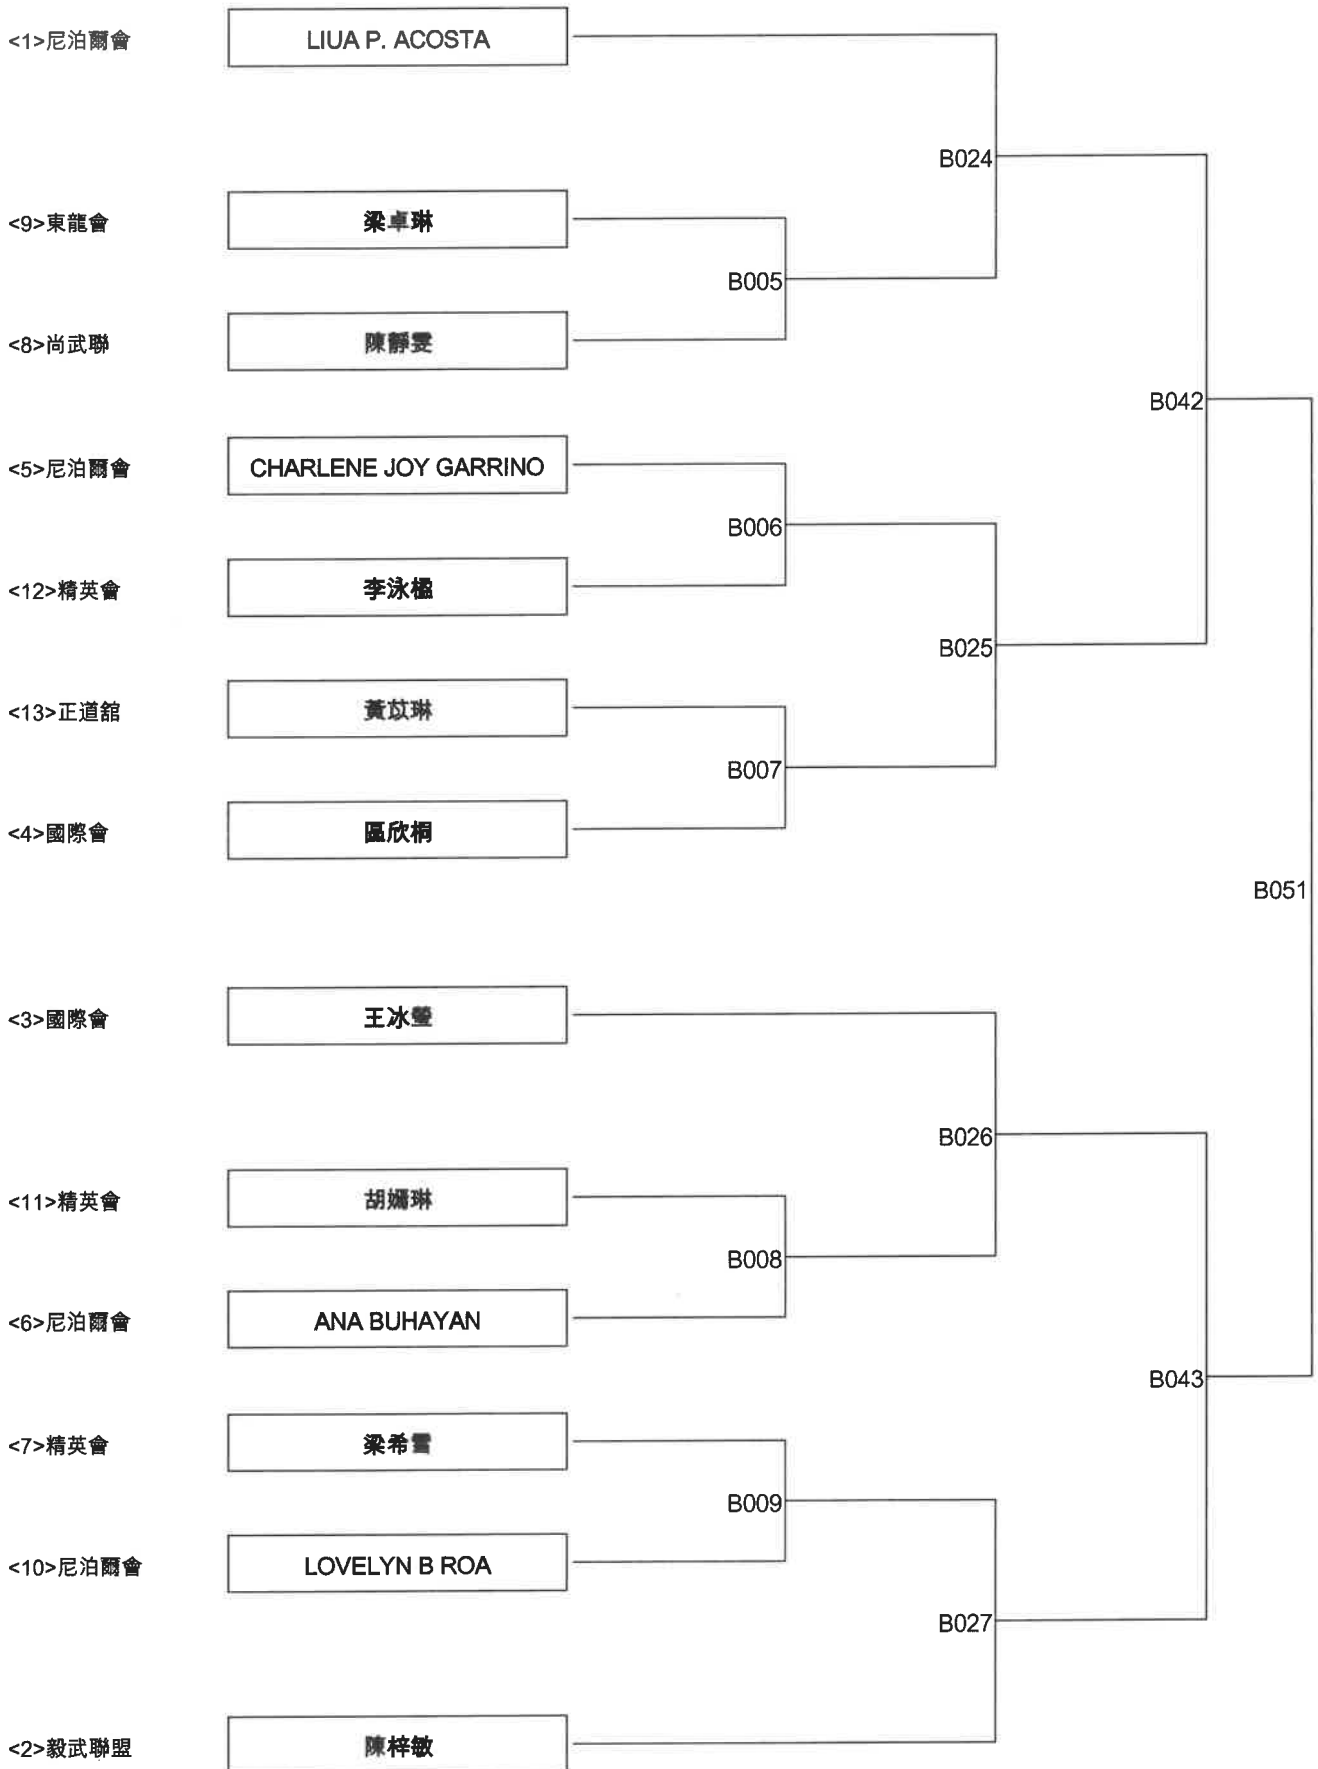 <1>尼泊爾會 LIUA P. ACOSTA
B024
<9>東龍會 梁卓琳
B005
<8>尚武聯 陳靜雯
B042
<5>尼泊爾會 CHARLENE JOY GARRINO
B006
<12>精英會 李泳楹
B025
<13>正道館 黃苡琳
B007
<4>國際會 區欣桐
B051
<3>國際會 王冰瑩
B026
<11>精英會 胡嫣琳
B008
<6>尼泊爾會 ANA BUHAYAN
B043
<7>精英會 梁希
B009
<10>尼泊爾會 LOVELYN B ROA
B027
<2>毅武聯盟 陳梓敏